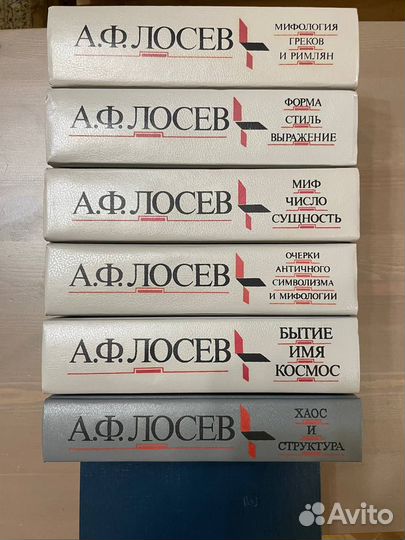 А.Ф.ЛОСЕВ
МИФОЛОГИЯ
ГРЕКОВ
И РИМЛЯН
А.Ф.ЛОСЕВ
ФОРМА
СТИЛЬ
ВЫРАЖЕНИЕ
А.Ф.ЛОСЕВ
МИФ
ЧИСЛО
СУЩНОСТЬ
А.Ф.ЛОСЕВ
ОЧЕРКИ
АНТИЧНОГО
СИМВОЛИЗМА
И МИФОЛОГИИ
А.Ф.ЛОСЕВ
БЫТИЕ
ИМЯ
КОСМОС
А.Ф.ЛОСЕВ
ХАОС
И
СТРУКТУРА
Avito